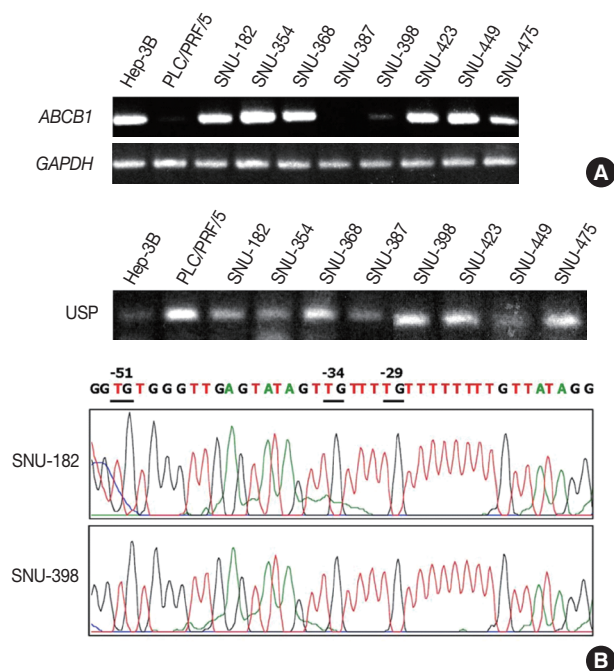 Hep-3B PLC/PRF/5 SNU-182 SNU-354 SNU-368 SNU-387 SNU-398 SNU-423 SNU-449 SNU-475
ABCB1
GAPDH
A
Hep-3B PLC/PRF/5 SNU-182 SNU-354 SNU-368 SNU-387 SNU-398 SNU-423 SNU-449 SNU-475
USP
-51 -34 -29
GGTGTGGGTTGAGTATAGTTGTTTTGTTTTTTTTGTTATAGG
SNU-182
SNU-398
B